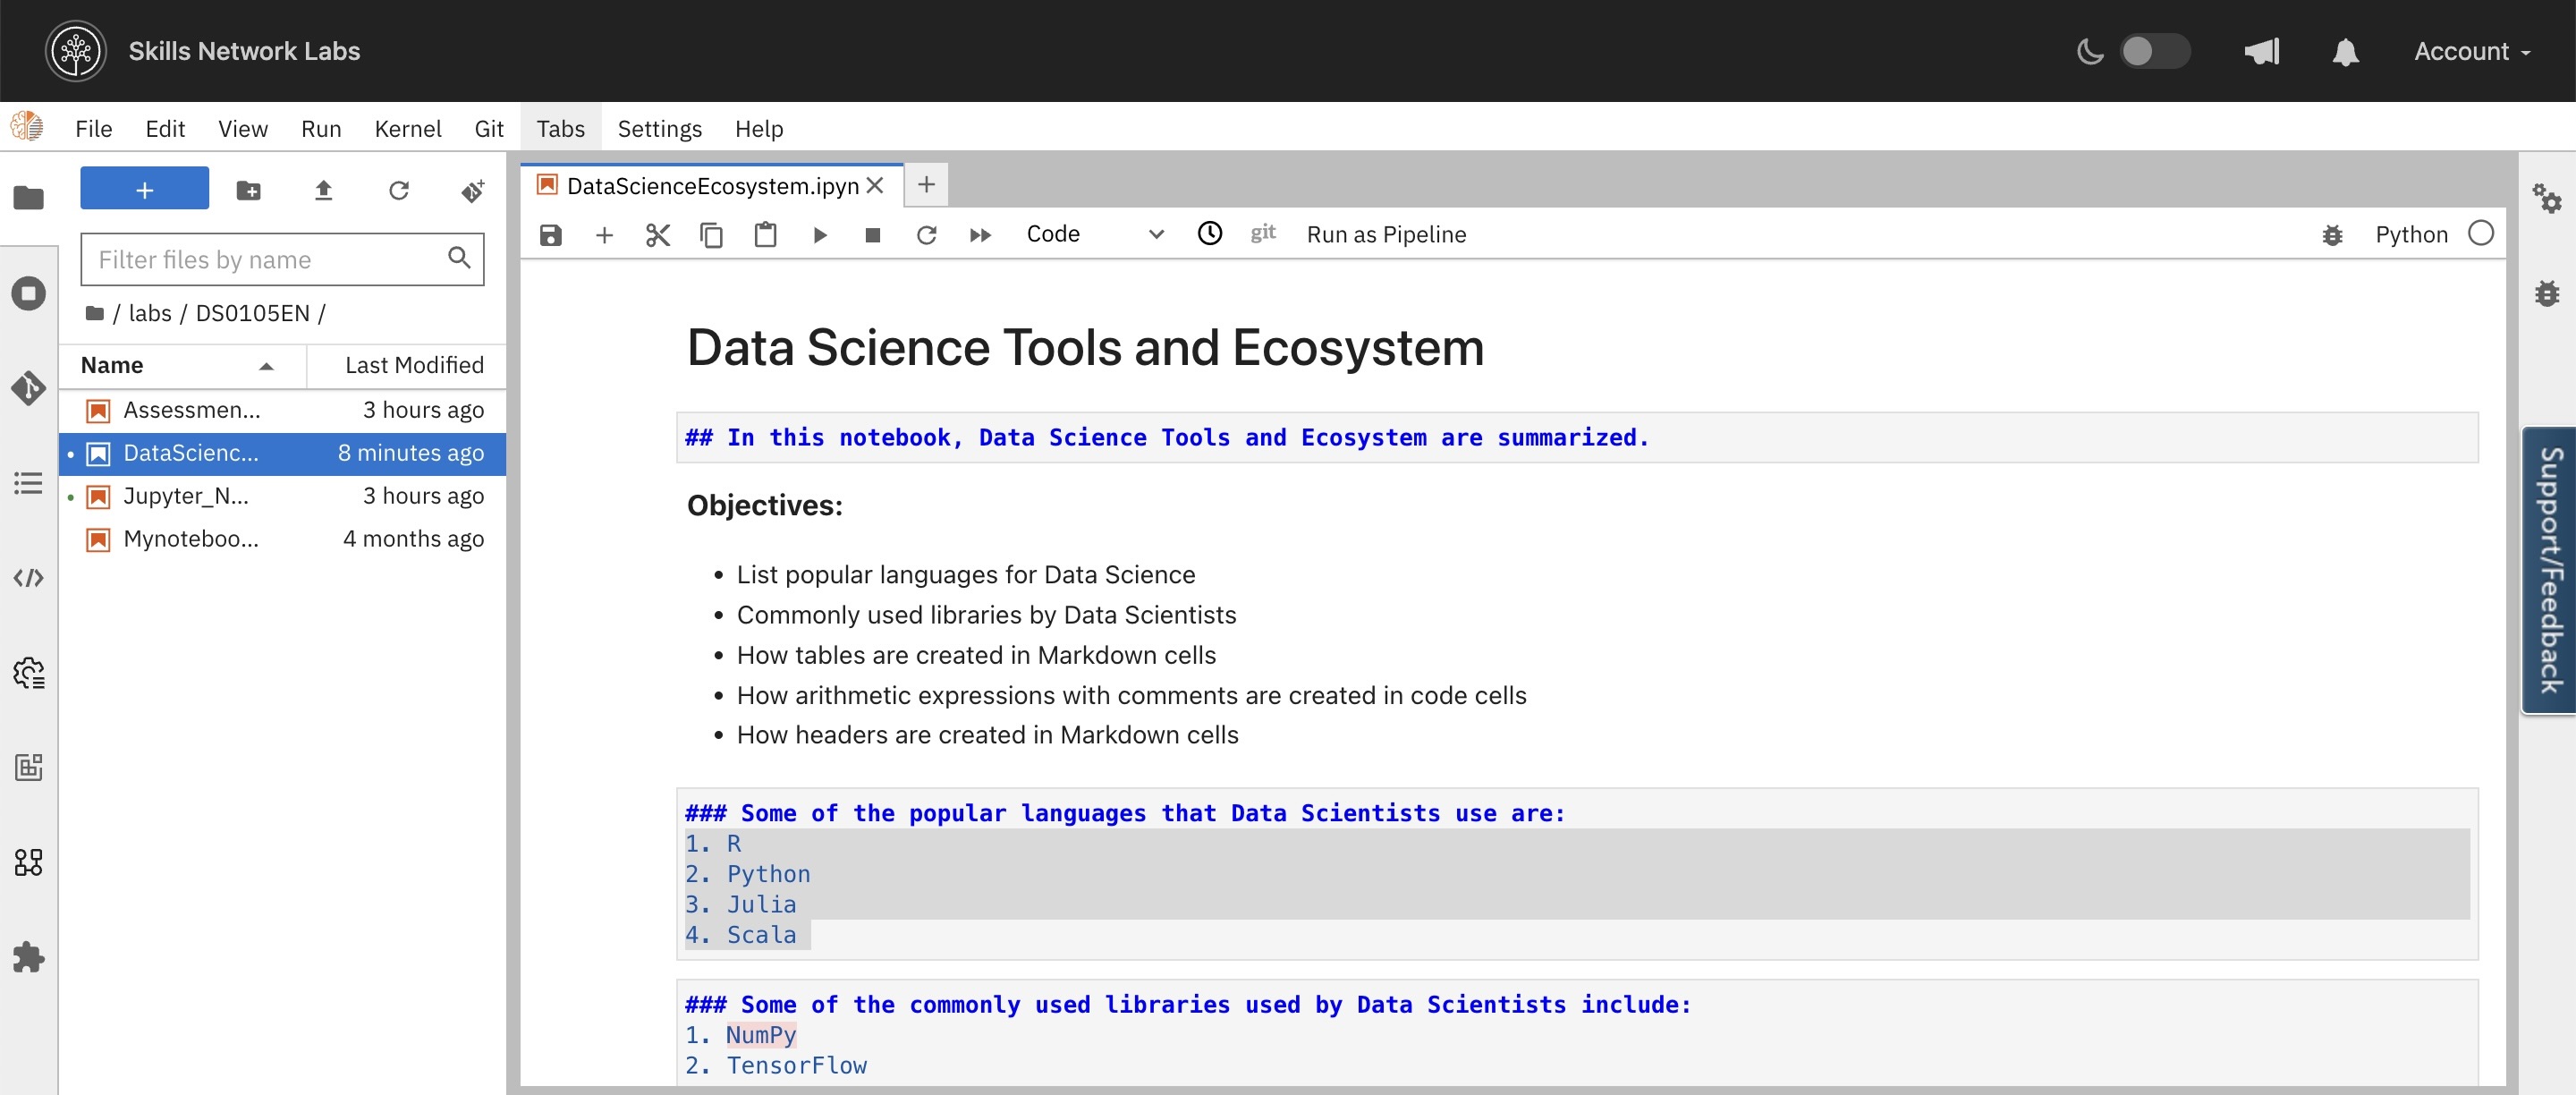 Skills Network Labs
Account
File Edit View Run Kernel Git Tabs Settings Help
+
Filter files by name
/ labs / DS0105EN /
Name Last Modified
Assessmen... 3 hours ago
DataScienc... 8 minutes ago
Jupyter_N... 3 hours ago
Mynoteboo... 4 months ago
DataScienceEcosystem.ipyn
Code git Run as Pipeline Python
Data Science Tools and Ecosystem
## In this notebook, Data Science Tools and Ecosystem are summarized.
Objectives:
• List popular languages for Data Science
• Commonly used libraries by Data Scientists
• How tables are created in Markdown cells
• How arithmetic expressions with comments are created in code cells
• How headers are created in Markdown cells
### Some of the popular languages that Data Scientists use are:
1. R
2. Python
3. Julia
4. Scala
### Some of the commonly used libraries used by Data Scientists include:
1. NumPy
2. TensorFlow
Support/Feedback